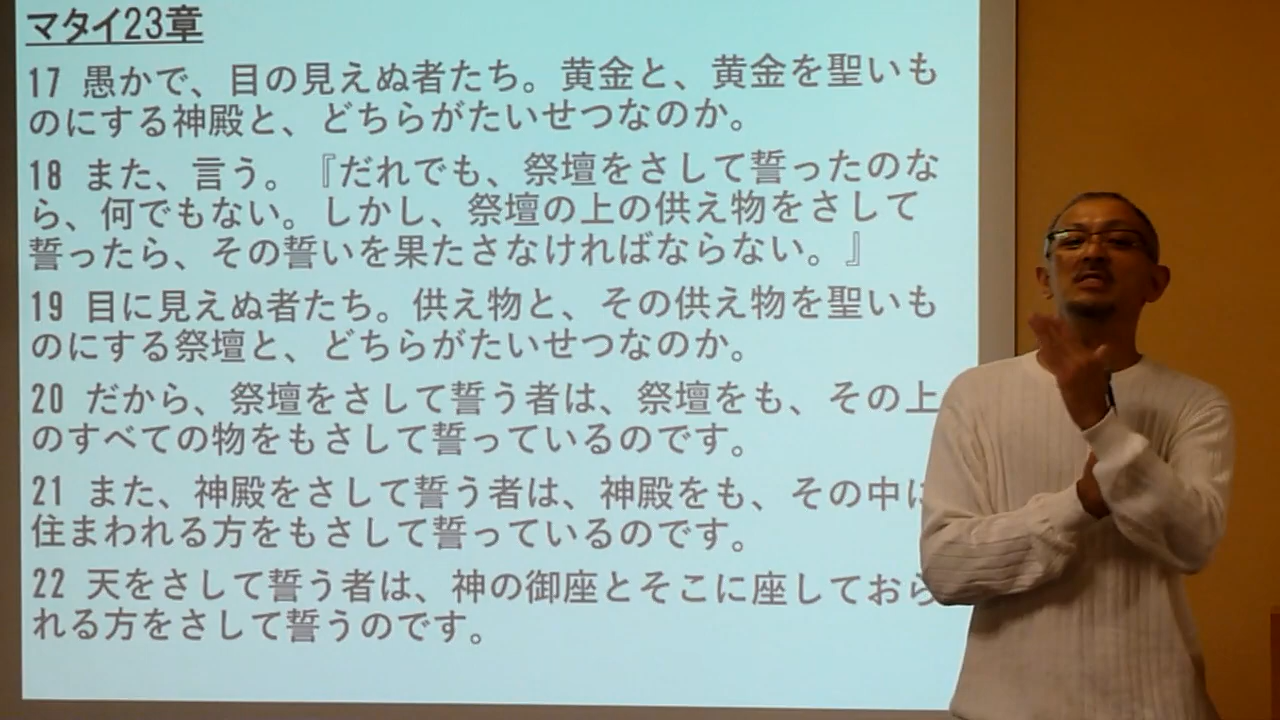 マタイ23章
17 愚かで、目の見えぬ者たち。黄金と、黄金を聖いも
のにする神殿と、どちらがたいせつなのか。
18 また、言う。『だれでも、祭壇をさして誓ったのな
ら、何でもない。しかし、祭壇の上の供え物をさして
誓ったら、その誓いを果たさなければならない。』
19 目に見えぬ者たち。供え物と、その供え物を聖いも
のにする祭壇と、どちらがたいせつなのか。
20 だから、祭壇をさして誓う者は、祭壇をも、その上
のすべての物をもさして誓っているのです。
21 また、神殿をさして誓う者は、神殿をも、その中に
住まわれる方をもさして誓っているのです。
22 天をさして誓う者は、神の御座とそこに座しておら
れる方をさして誓うのです。